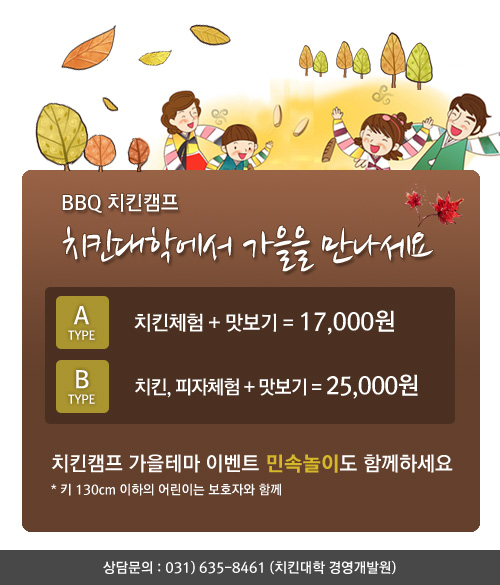 BBQ 치킨캠프
치킨대학에서 가을을 만나세요
A
TYPE
치킨체험 + 맛보기 = 17,000원
B
TYPE
치킨, 피자체험 + 맛보기 = 25,000원
치킨캠프 가을테마 이벤트 민속놀이도 함께하세요
* 키 130cm 이하의 어린이는 보호자와 함께
상담문의 : 031) 635-8461 (치킨대학 경영개발원)